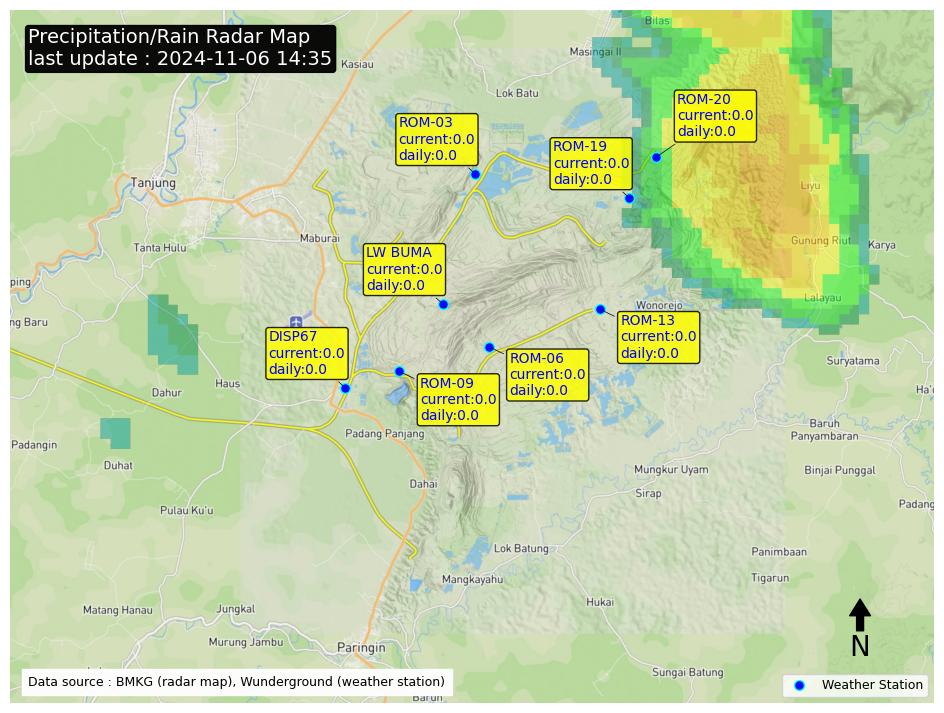 Precipitation/Rain Radar Map
last update : 2024-11-06 14:35
Bilas
Masingai II
Kasiau
Lok Batu
ROM-20
current:0.0
daily:0.0
ROM-03
current:0.0
daily:0.0
ROM-19
current:0.0
daily:0.0
Tanjung
Liyu
Maburai
Tanta Hulu
Gunung Riut
Karya
LW BUMA
current:0.0
daily:0.0
ping
Lalayau
Wonorejo
ng Baru
ROM-13
current:0.0
daily:0.0
DISP67
current:0.0
daily:0.0
ROM-06
current:0.0
daily:0.0
Suryatama
ROM-09
current:0.0
daily:0.0
Haus
Dahur
Ha'o
Baruh
Panyambaran
Padang Panjang
Padangin
Duhat
Mungkur Uyam
Binjai Punggal
Dahai
Sirap
Padang
Pulau Ku'u
Lok Batung
Panimbaan
Mangkayahu
Tigarun
Hukai
Matang Hanau
Jungkal
Murung Jambu
Paringin
N
Sungai Batung
Data source : BMKG (radar map), Wunderground (weather station)
Weather Station
Barun